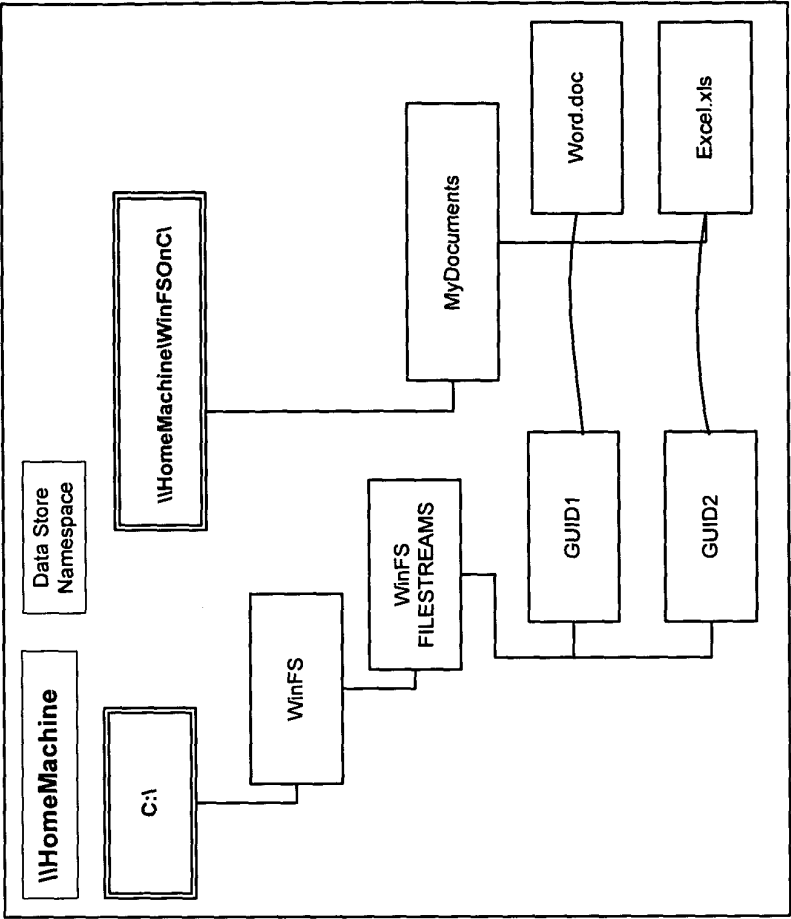 \\HomeMachine
Data Store
Namespace
C:\
\\HomeMachine\WinFSOnC\
WinFS
WinFS
FILESTREAMS
MyDocuments
GUID1
Word.doc
GUID2
Excel.xls